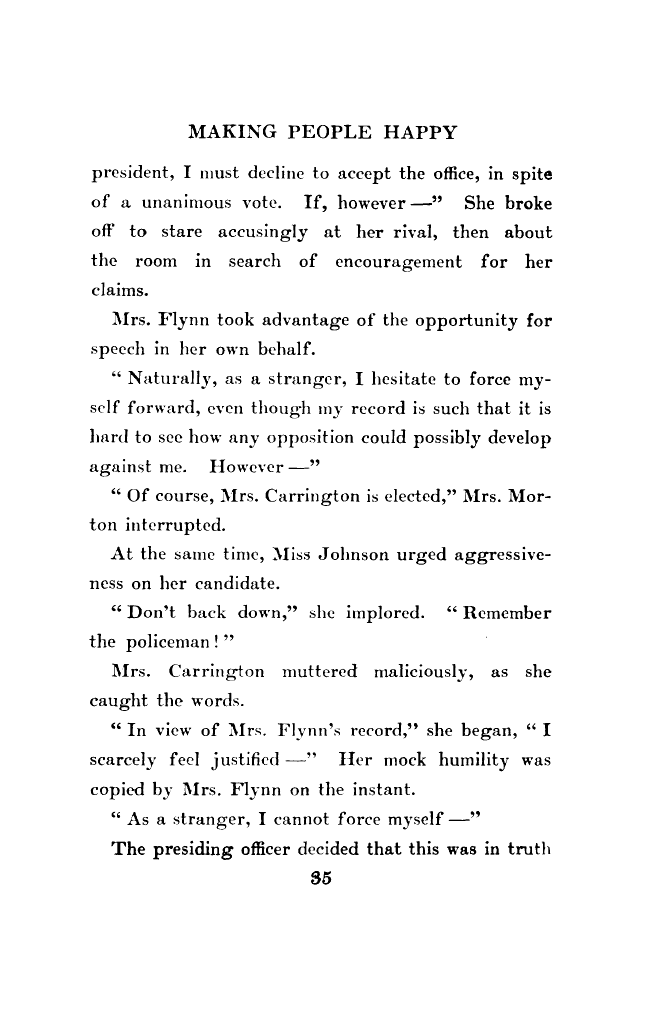 MAKING PEOPLE HAPPY
president, I must decline to accept the office, in spite
of a unanimous vote. If, however —” She broke
off to stare accusingly at her rival, then about
the room in search of encouragement for her
claims.
Mrs. Flynn took advantage of the opportunity for
speech in her own behalf.
“ Naturally, as a stranger, I hesitate to force my-
self forward, even though my record is such that it is
hard to see how any opposition could possibly develop
against me. However —”
“ Of course, Mrs. Carrington is elected,” Mrs. Mor-
ton interrupted.
At the same time, Miss Johnson urged aggressive-
ness on her candidate.
“ Don't back down,” she implored. “ Remember
the policeman ! ”
Mrs. Carrington muttered maliciously, as she
caught the words.
“ In view of Mrs. Flynn's record,” she began, “ I
scarcely feel justified —” Her mock humility was
copied by Mrs. Flynn on the instant.
“ As a stranger, I cannot force myself —”
The presiding officer decided that this was in truth
35